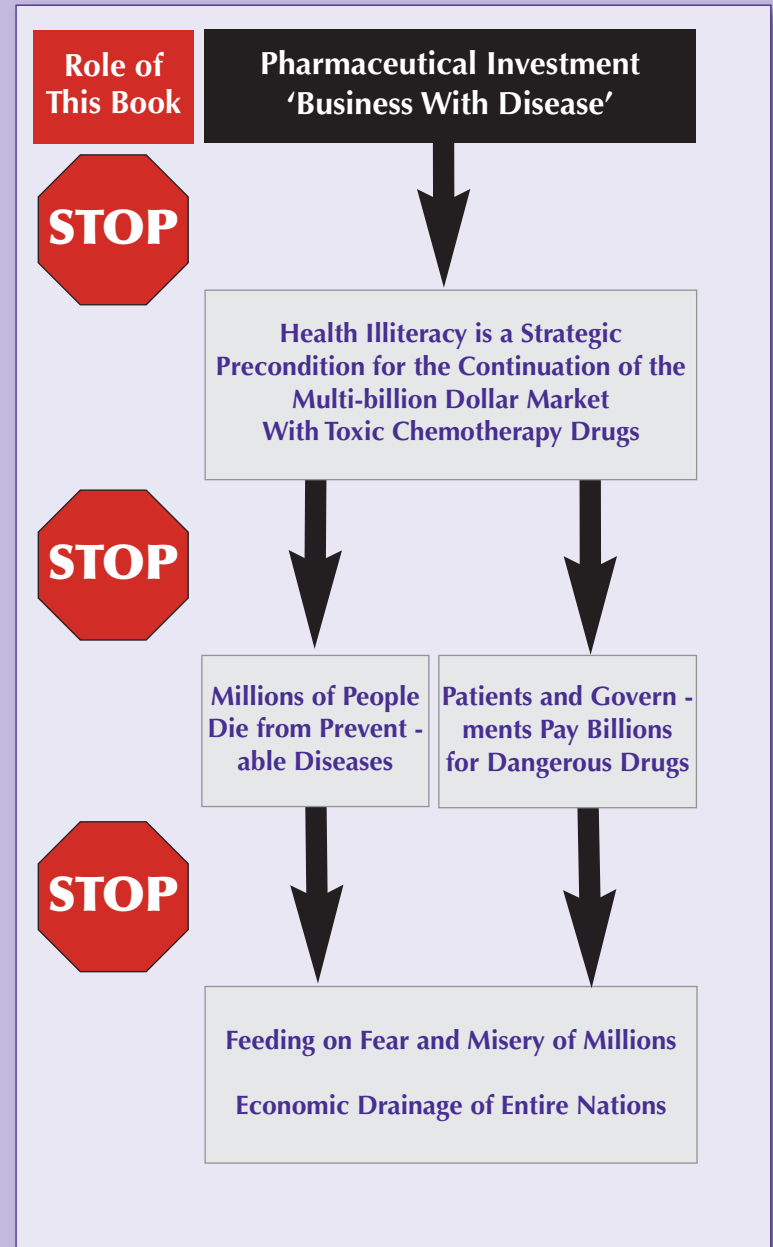 Role of
This Book
Pharmaceutical Investment
‘Business With Disease’
STOP
Health Illiteracy is a Strategic
Precondition for the Continuation of the
Multi-billion Dollar Market
With Toxic Chemotherapy Drugs
STOP
Millions of People
Die from Prevent -
able Diseases
Patients and Govern -
ments Pay Billions
for Dangerous Drugs
STOP
Feeding on Fear and Misery of Millions
Economic Drainage of Entire Nations